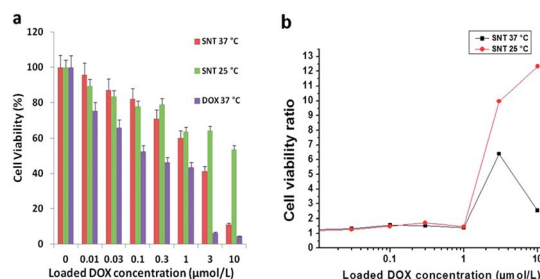 a
SNT 37 °C
SNT 25 °C
DOX 37 °C
Cell Viability (%)
120
100
80
60
40
20
0
0 0.01 0.03 0.1 0.3 1 3 10
Loaded DOX concentration (µmol/L)
b
SNT 37 °C
SNT 25 °C
Cell viability ratio
13
12
11
10
9
8
7
6
5
4
3
2
1
0
0.1 1 10
Loaded DOX concentration (µmol/L)